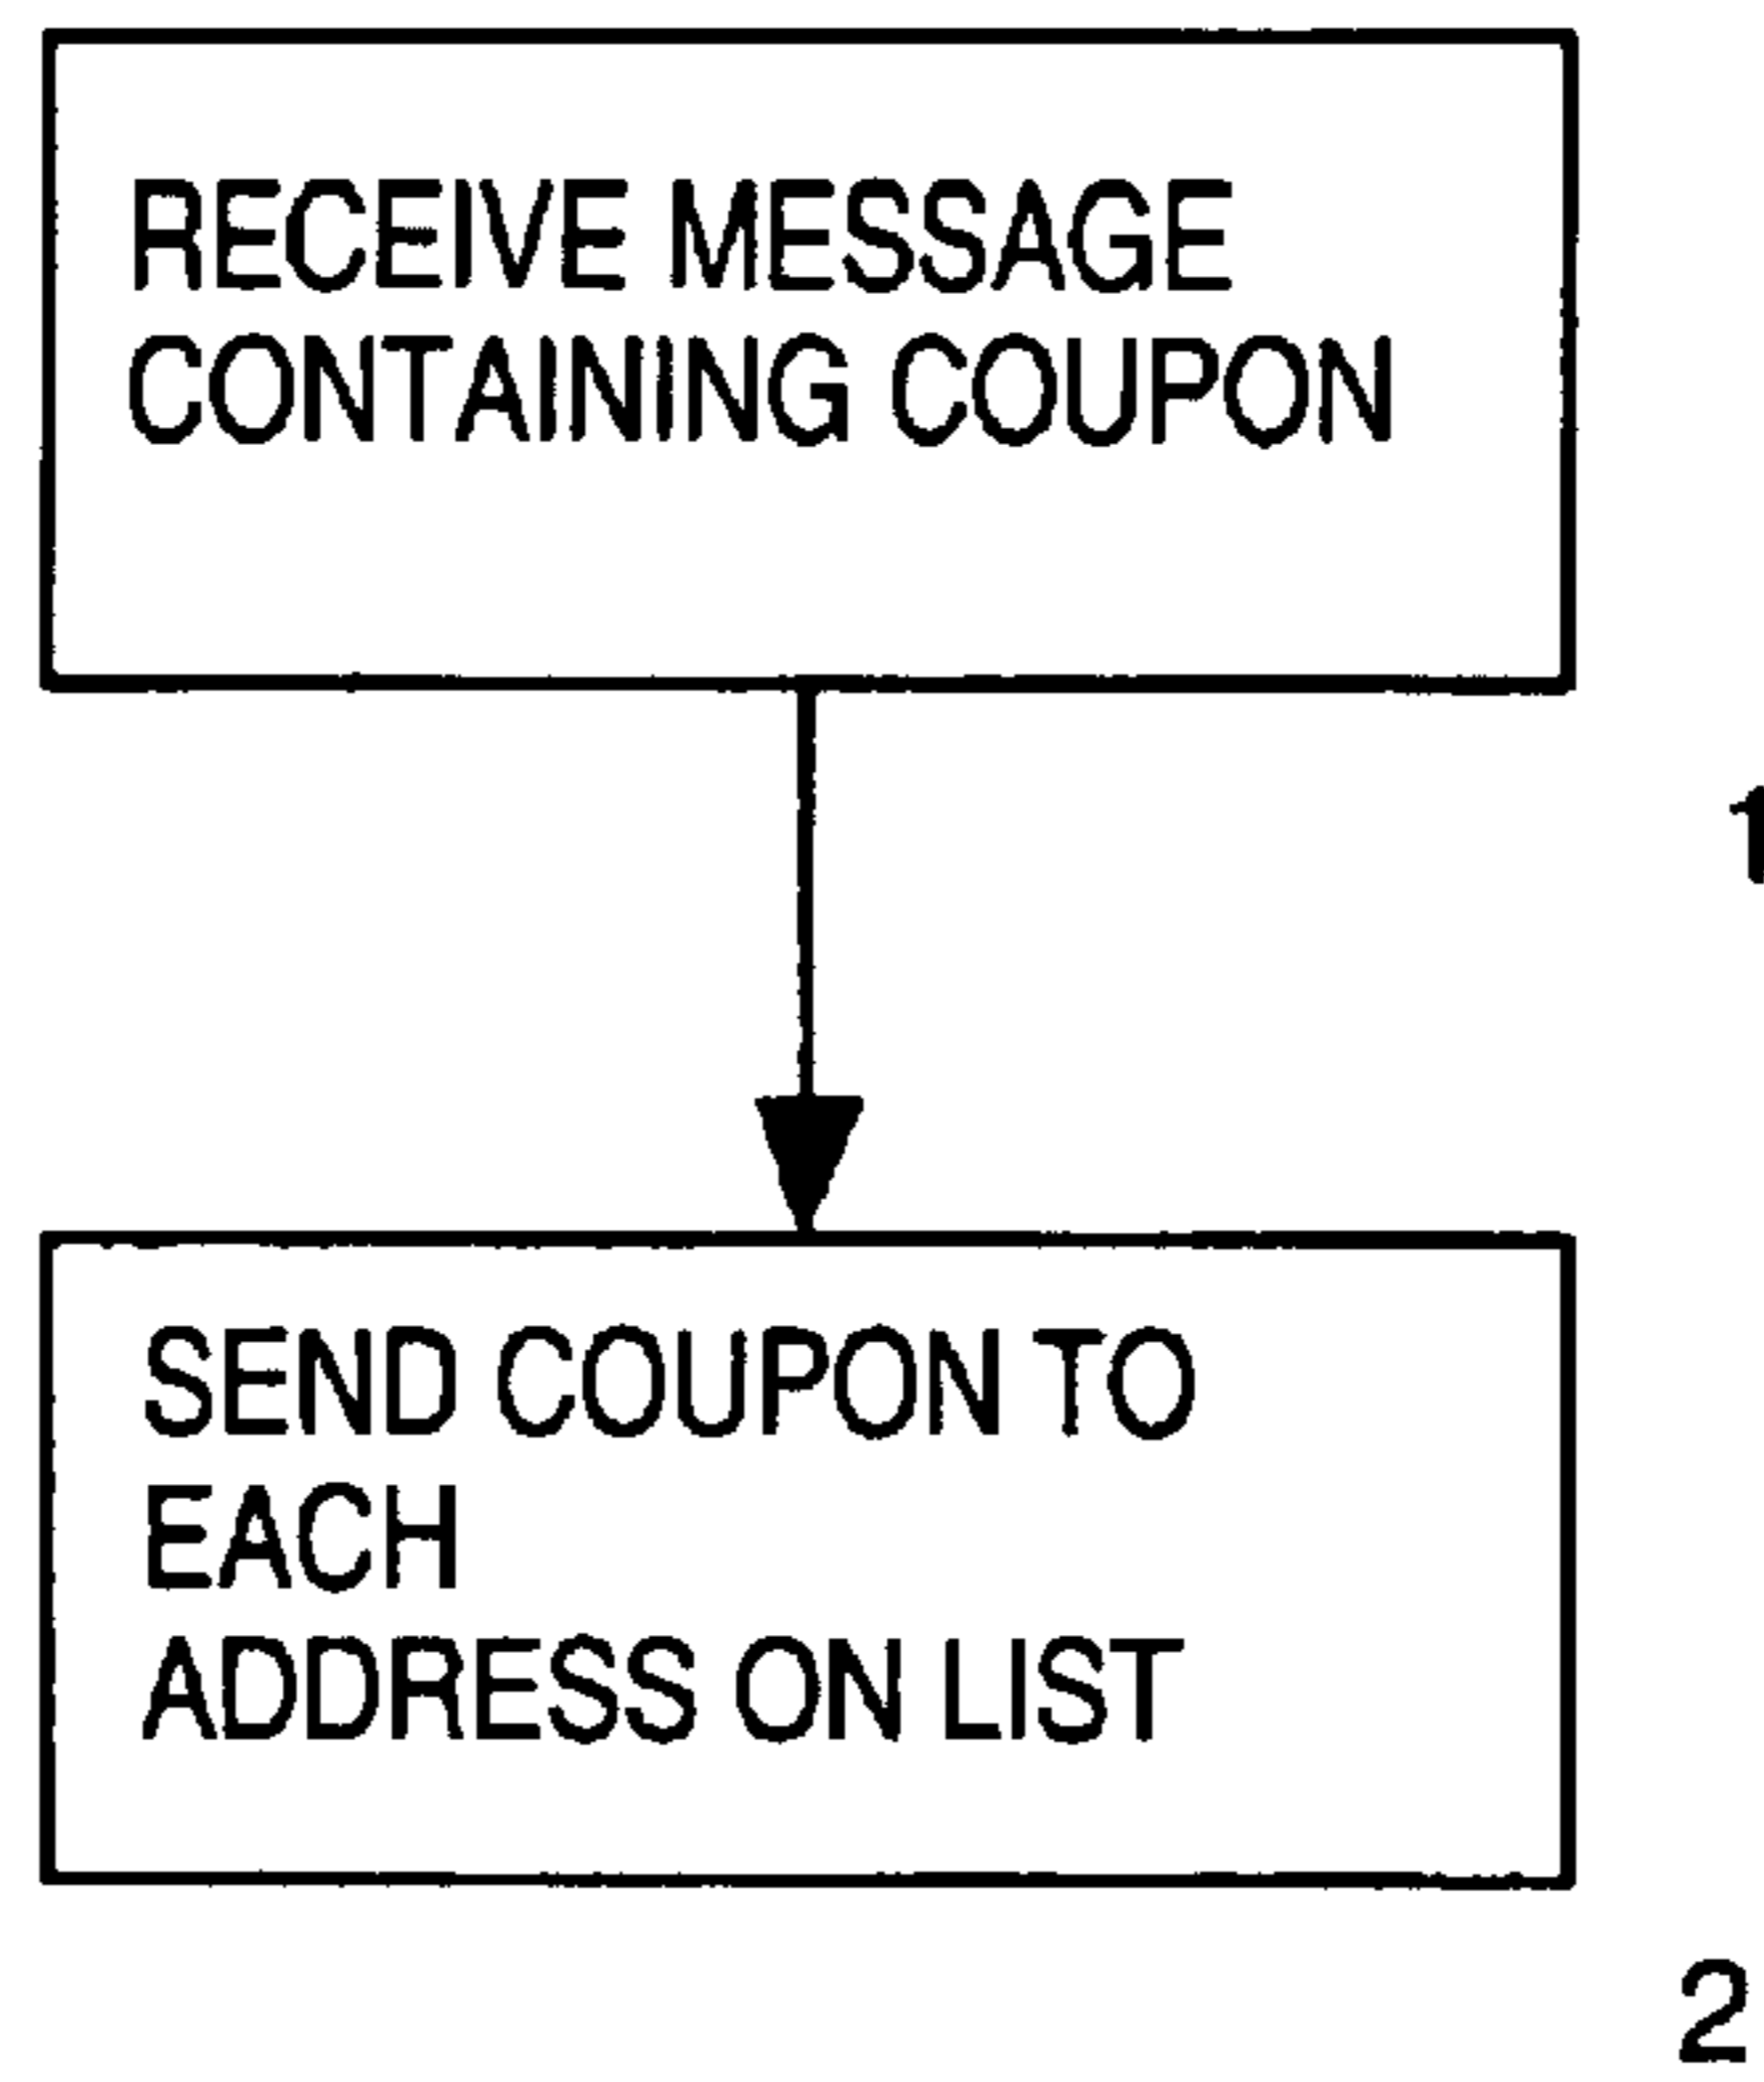 RECEIVE MESSAGE
CONTAINING COUPON
1
SEND COUPON TO
EACH
ADDRESS ON LIST
2